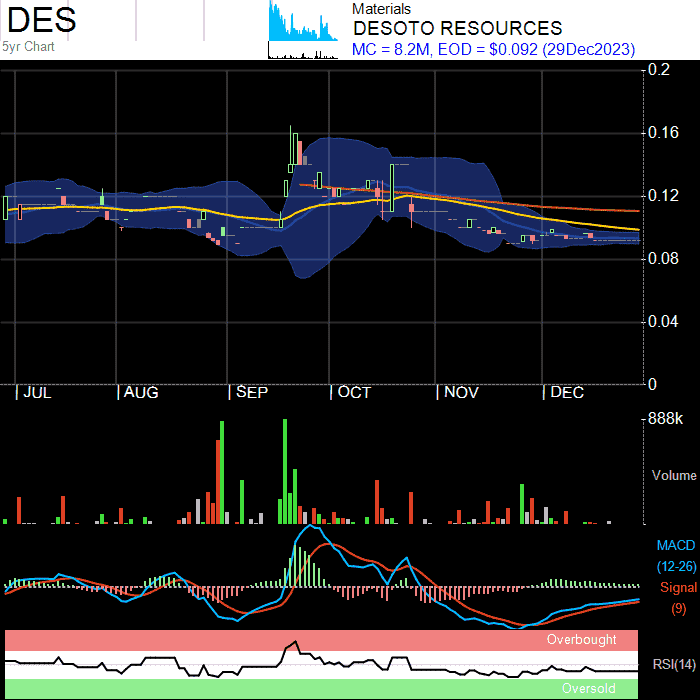 DES
5yr Chart
Materials
DESOTO RESOURCES
MC = 8.2M, EOD = $0.092 (29Dec2023)
0.2
0.16
0.12
0.08
0.04
0
JUL AUG SEP OCT NOV DEC
888k
Volume
MACD
(12-26)
Signal
(9)
Overbought
RSI(14)
Oversold